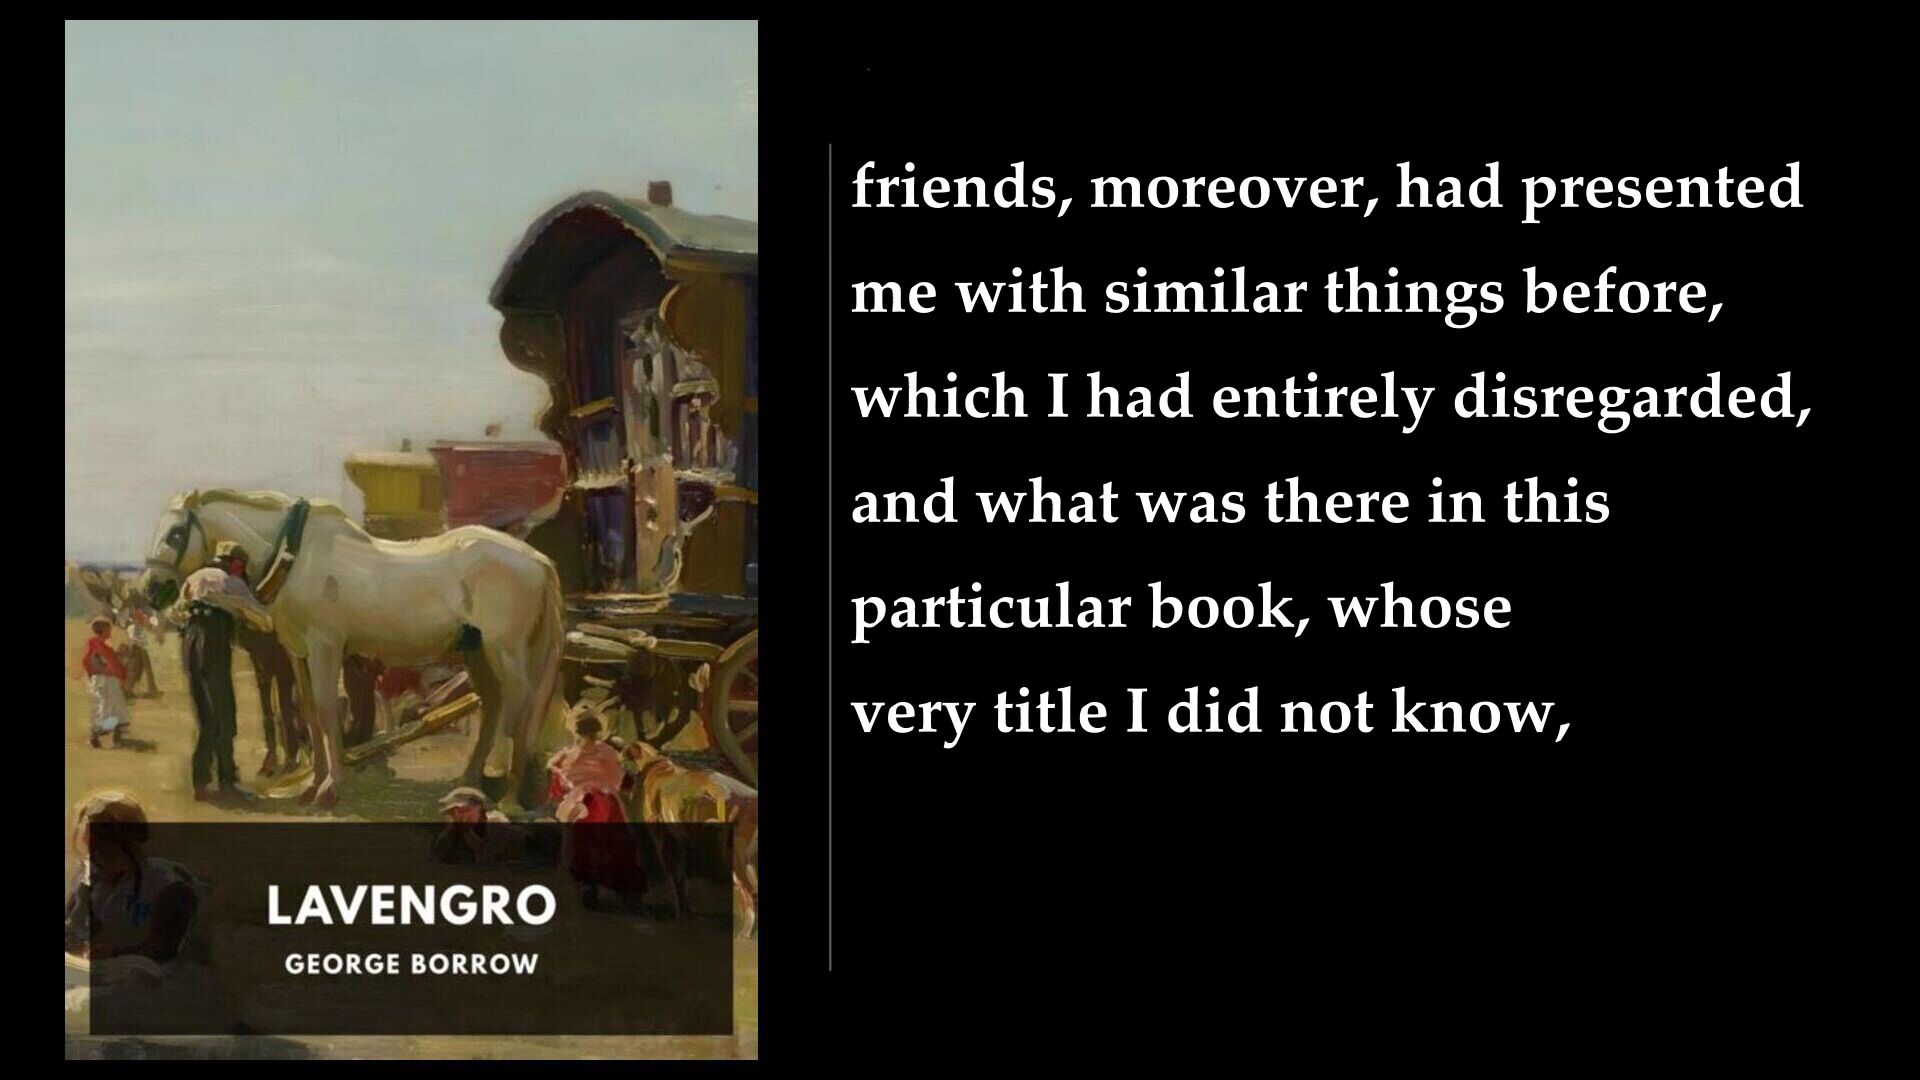 LAVENGRO
GEORGE BORROW
friends, moreover, had presented
me with similar things before,
which I had entirely disregarded,
and what was there in this
particular book, whose
very title I did not know,